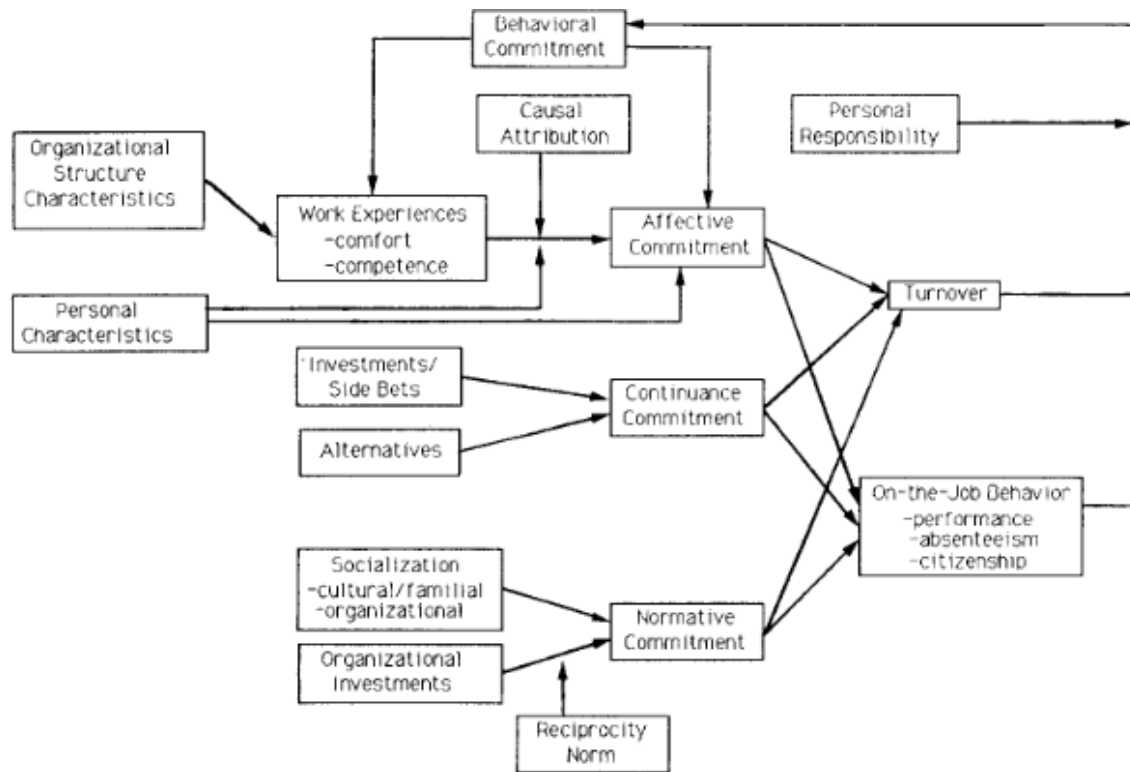 Behavioral
Commitment
Causal
Attribution
Personal
Responsibility
Organizational
Structure
Characteristics
Work Experiences
-comfort
-competence
Affective
Commitment
Turnover
Personal
Characteristics
Investments/
Side Bets
Continuance
Commitment
Alternatives
On-the-Job Behavior
-performance
-absenteeism
-citizenship
Socialization
-cultural/familial
-organizational
Normative
Commitment
Organizational
Investments
Reciprocity
Norm